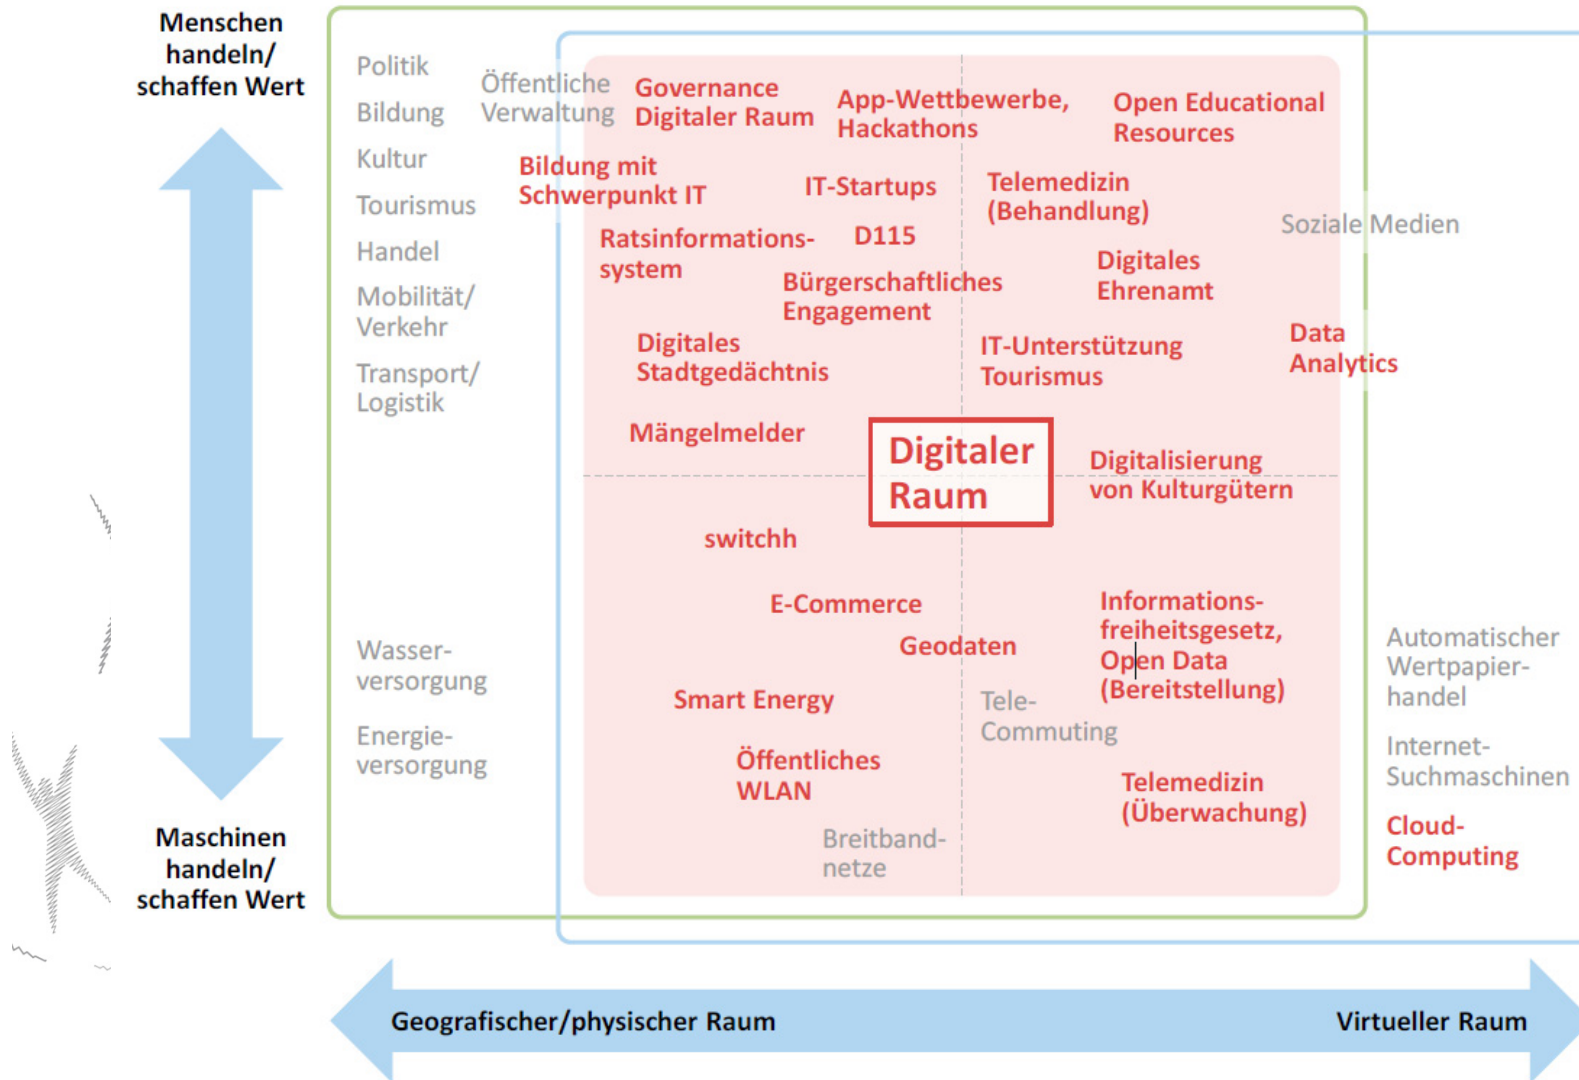 Menschen
handeln/
schaffen Wert
Politik
Bildung
Kultur
Tourismus
Handel
Mobilität/
Verkehr
Transport/
Logistik
Öffentliche
Verwaltung
Governance
Digitaler Raum
App-Wettbewerbe,
Hackathons
Open Educational
Resources
Bildung mit
Schwerpunkt IT
IT-Startups
Telemedizin
(Behandlung)
Soziale Medien
Ratsinformations-
system
D115
Digitales
Ehrenamt
Bürgerschaftliches
Engagement
Digitales
Stadtgedächtnis
IT-Unterstützung
Tourismus
Data
Analytics
Mängelmelder
Digitaler
Raum
Digitalisierung
von Kulturgütern
switchh
E-Commerce
Geodaten
Informations-
freiheitsgesetz,
Open Data
(Bereitstellung)
Wasser-
versorgung
Energie-
versorgung
Smart Energy
Tele-
Commuting
Öffentliches
WLAN
Telemedizin
(Überwachung)
Breitband-
netze
Automatischer
Wertpapier-
handel
Internet-
Suchmaschinen
Cloud-
Computing
Maschinen
handeln/
schaffen Wert
Geografischer/physischer Raum
Virtueller Raum